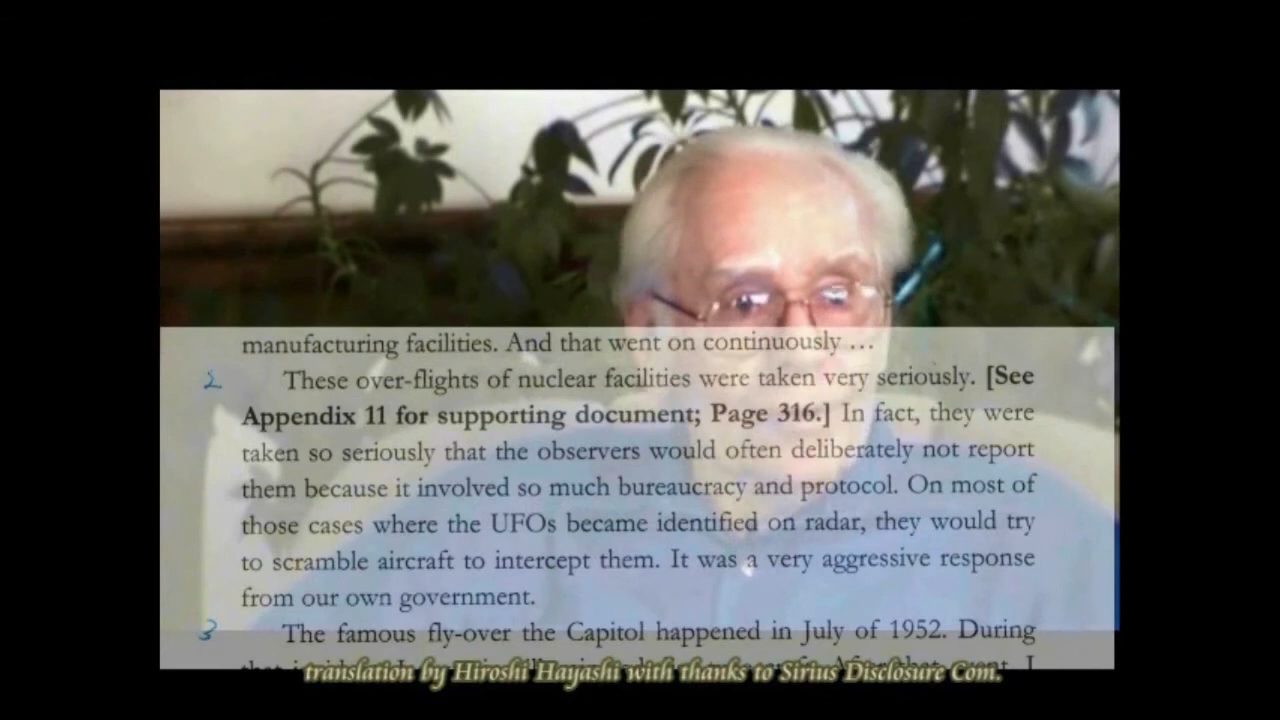 manufacturing facilities. And that went on continuously …
2 These over-flights of nuclear facilities were taken very seriously. [See
Appendix 11 for supporting document; Page 316.] In fact, they were
taken so seriously that the observers would often deliberately not report
them because it involved so much bureaucracy and protocol. On most of
those cases where the UFOs became identified on radar, they would try
to scramble aircraft to intercept them. It was a very aggressive response
from our own government.
3 The famous fly-over the Capitol happened in July of 1952. During
translation by Hiroshi Hayashi with thanks to Sirius Disclosure Com.